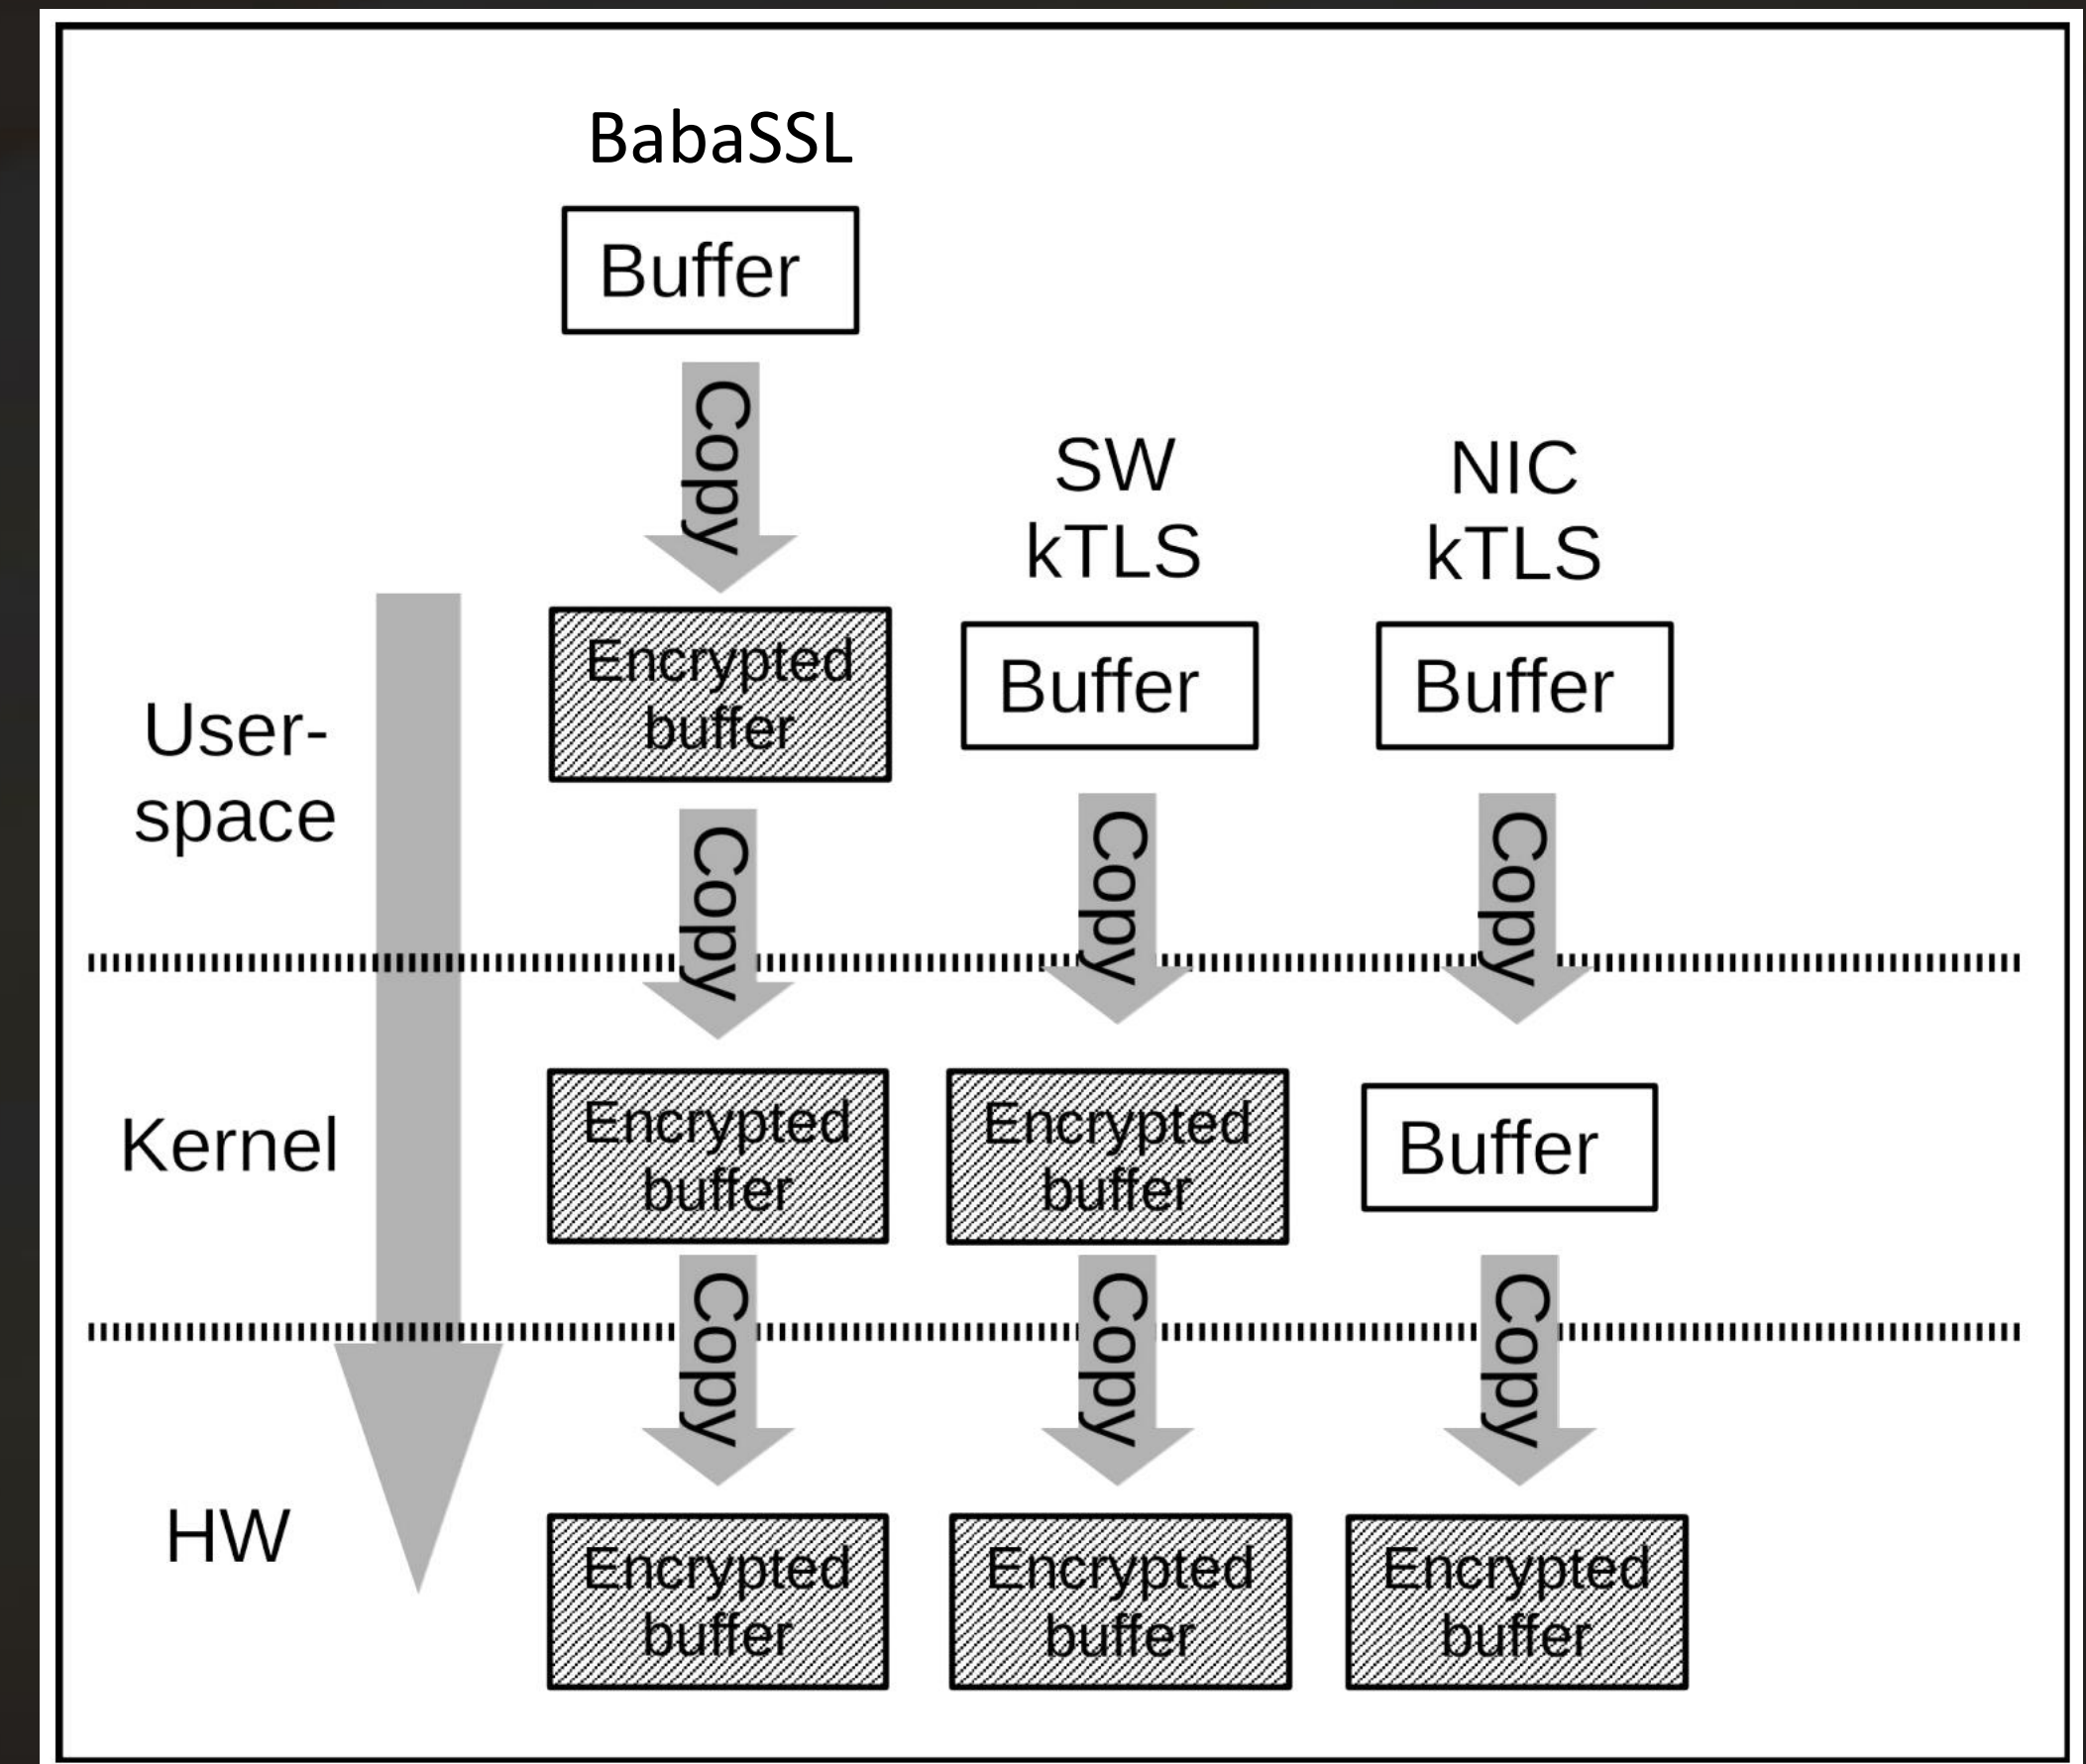 BabaSSL
Buffer
Copy
SW
kTLS
NIC
kTLS
User-
space
Encrypted
buffer
Buffer
Buffer
Copy
Copy
Copy
Kernel
Encrypted
buffer
Encrypted
buffer
Buffer
Copy
Copy
Copy
HW
Encrypted
buffer
Encrypted
buffer
Encrypted
buffer